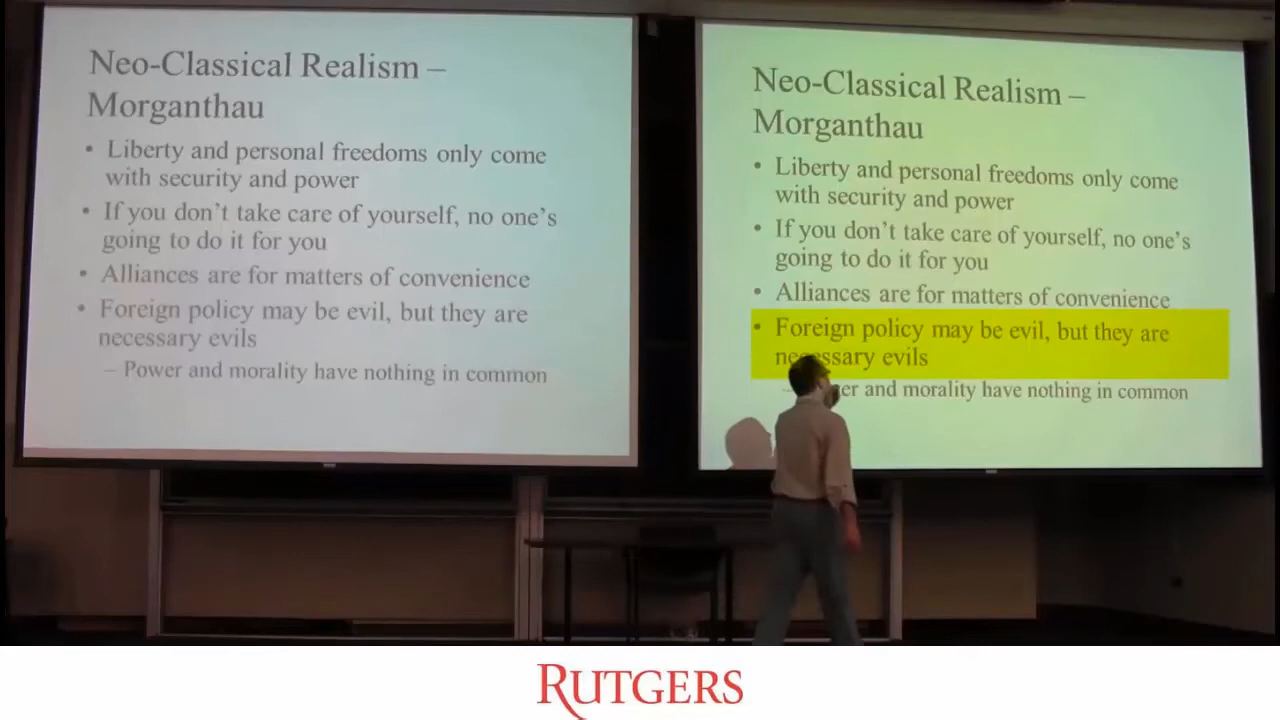 Neo-Classical Realism –
Morganthau
• Liberty and personal freedoms only come
with security and power
• If you don't take care of yourself, no one's
going to do it for you
• Alliances are for matters of convenience
• Foreign policy may be evil, but they are
necessary evils
– Power and morality have nothing in common
Neo-Classical Realism –
Morganthau
• Liberty and personal freedoms only come
with security and power
• If you don't take care of yourself, no one's
going to do it for you
• Alliances are for matters of convenience
• Foreign policy may be evil, but they are
necessary evils
and morality have nothing in common
RUTGERS